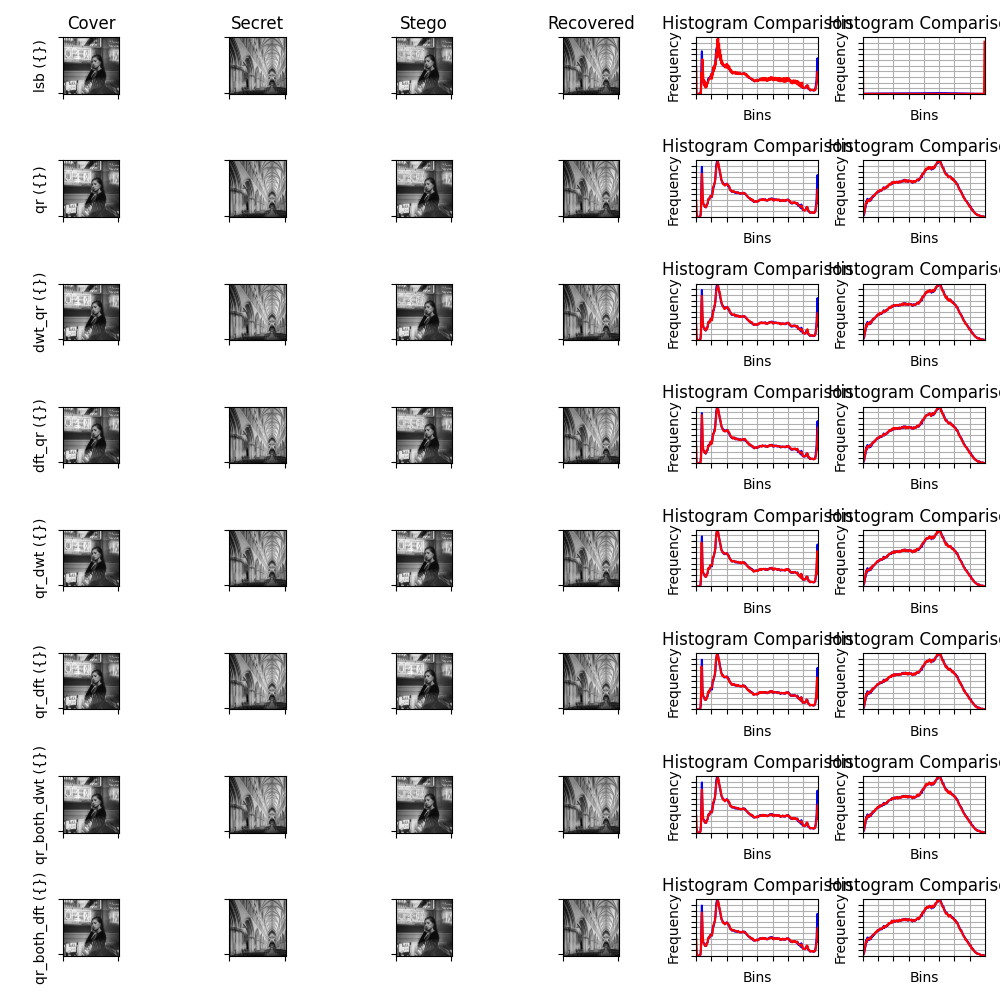 Cover Secret Stego Recovered Histogram Comparison Histogram Comparis
lsb ({}) Frequency Frequency
Bins Bins
Histogram Comparison Histogram Comparis
qr ({}) Frequency Frequency
Bins Bins
Histogram Comparison Histogram Comparis
dwt_qr ({}) Frequency Frequency
Bins Bins
Histogram Comparison Histogram Comparis
dft_qr ({}) Frequency Frequency
Bins Bins
Histogram Comparison Histogram Comparis
qr_dwt ({}) Frequency Frequency
Bins Bins
Histogram Comparison Histogram Comparis
qr_dft ({}) Frequency Frequency
Bins Bins
Histogram Comparison Histogram Comparis
qr_both_dwt ({}) Frequency Frequency
Bins Bins
Histogram Comparison Histogram Comparis
qr_both_dft ({}) Frequency Frequency
Bins Bins